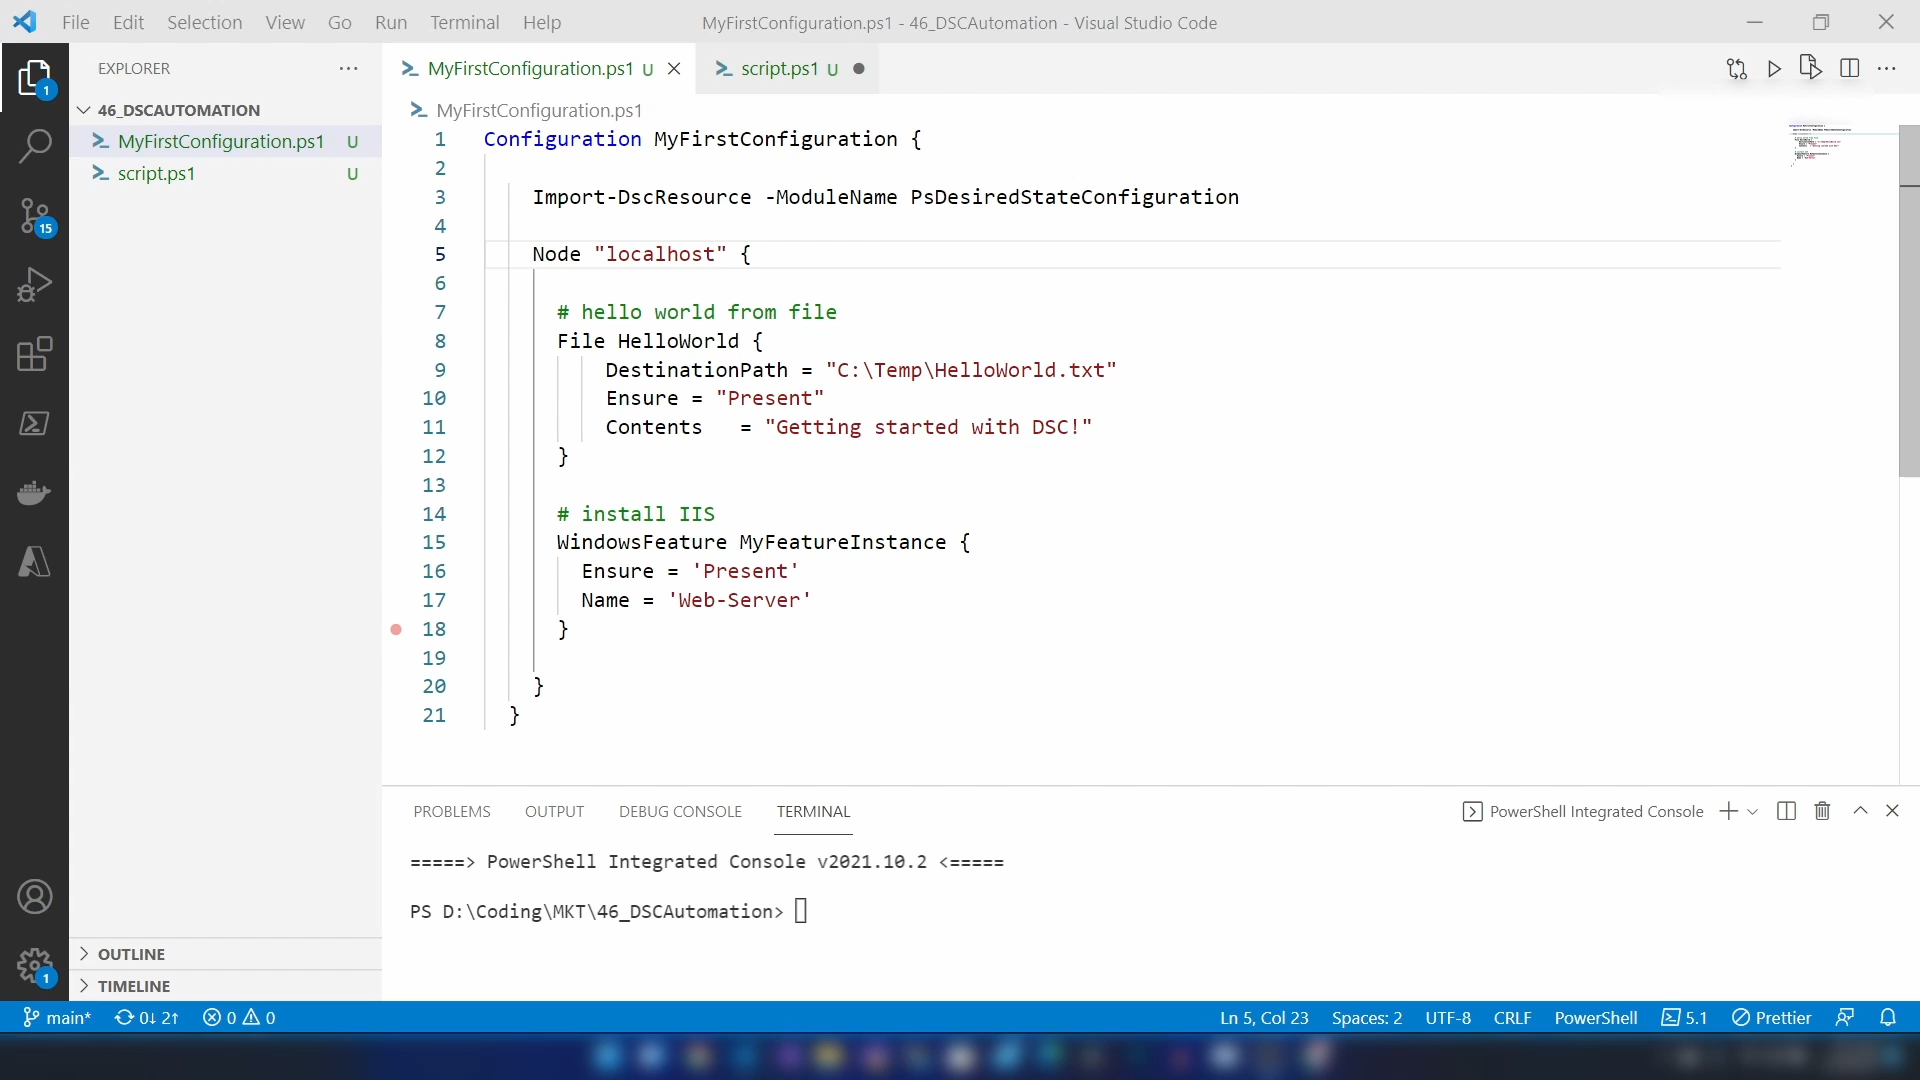 File Edit Selection View Go Run Terminal Help MyFirstConfiguration.ps1 - 46_DSCAutomation - Visual Studio Code
EXPLORER
46_DSCAUTOMATION
MyFirstConfiguration.ps1 U
script.ps1 U
1
15
MyFirstConfiguration.ps1 U
script.ps1 U
MyFirstConfiguration.ps1
1 Configuration MyFirstConfiguration {
2
3 Import-DscResource -ModuleName PsDesiredStateConfiguration
4
5 Node "localhost" {
6
7 # hello world from file
8 File HelloWorld {
9 DestinationPath = "C:\Temp\HelloWorld.txt"
10 Ensure = "Present"
11 Contents = "Getting started with DSC!"
12 }
13
14 # install IIS
15 WindowsFeature MyFeatureInstance {
16 Ensure = 'Present'
17 Name = 'Web-Server'
18 }
19
20 }
21 }
PROBLEMS OUTPUT DEBUG CONSOLE TERMINAL PowerShell Integrated Console
=====> PowerShell Integrated Console v2021.10.2 <=====
PS D:\Coding\MKT\46_DSCAutomation>
OUTLINE
TIMELINE
1
main* 0↓ 2↑ 0 0 Ln 5, Col 23 Spaces: 2 UTF-8 CRLF PowerShell 5.1 Prettier